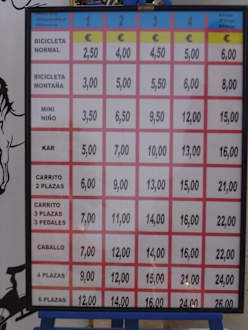 1 2 3 4
€ € € € €
BICICLETA NORMAL 2,50 4,00 4,50 5,00 6,00
BICICLETA MONTAÑA 3,00 5,00 5,50 6,00 8,00
MINI NIÑO 3,50 6,50 9,50 12,00 15,00
KAR 5,00 7,00 10,00 13,00 16,00
CARRITO 2 PLAZAS 6,00 9,00 13,00 15,00 21,00
CARRITO 3 PLAZAS 3 PEDALES 7,00 11,00 14,00 16,00 22,00
CABALLO 7,00 12,00 14,00 16,00 22,00
4 PLAZAS 9,00 12,00 15,00 21,00 24,00
6 PLAZAS 12,00 14,00 16,00 24,00 26,00